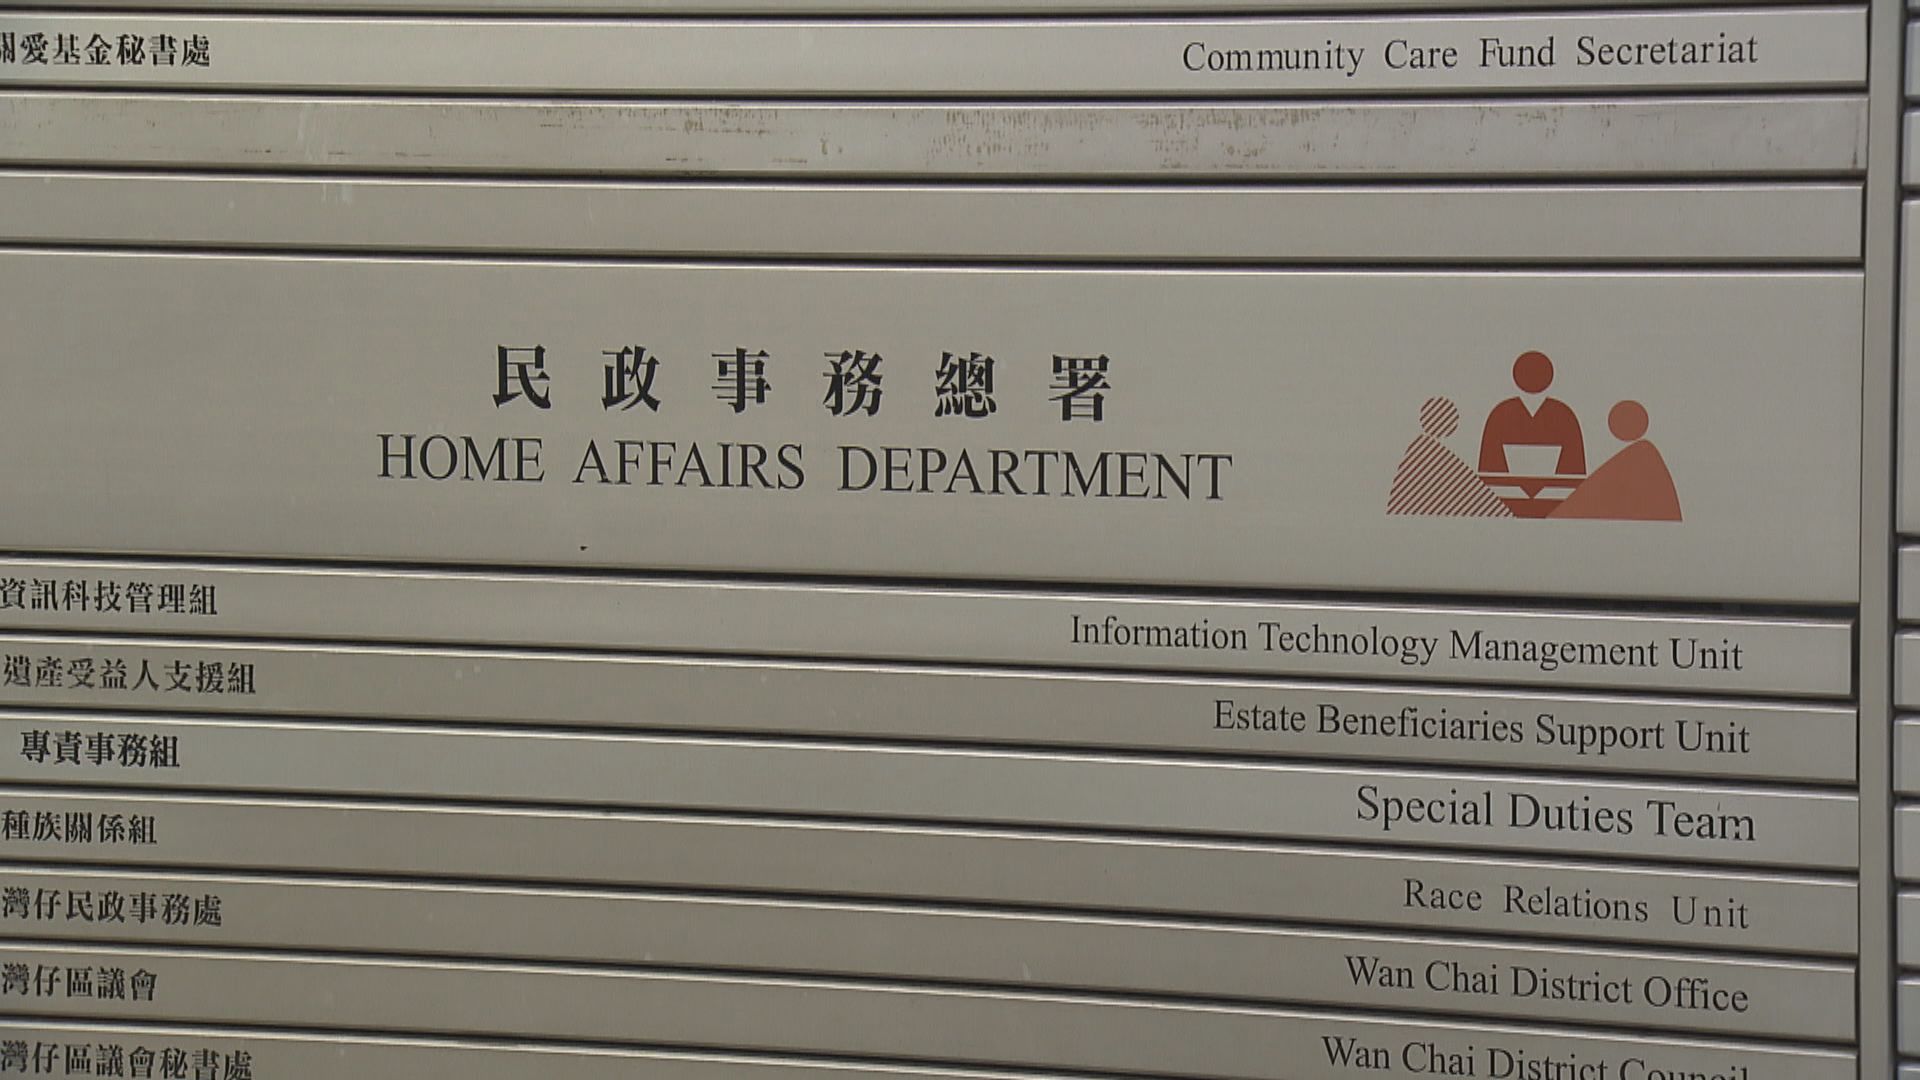 關愛基金秘書處 Community Care Fund Secretariat
民政事務總署
HOME AFFAIRS DEPARTMENT
資訊科技管理組 Information Technology Management Unit
遺產受益人支援組 Estate Beneficiaries Support Unit
專責事務組 Special Duties Team
種族關係組 Race Relations Unit
灣仔民政事務處 Wan Chai District Office
灣仔區議會 Wan Chai District Council
灣仔區議會秘書處